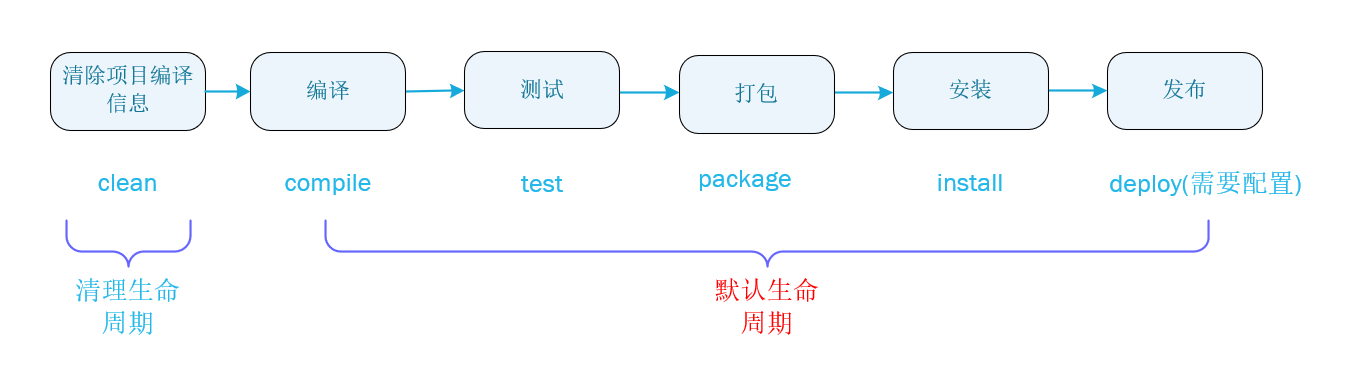 清除项目编译
信息
编译
测试
打包
安装
发布
clean
compile
test
package
install
deploy(需要配置)
清理生命
周期
默认生命
周期